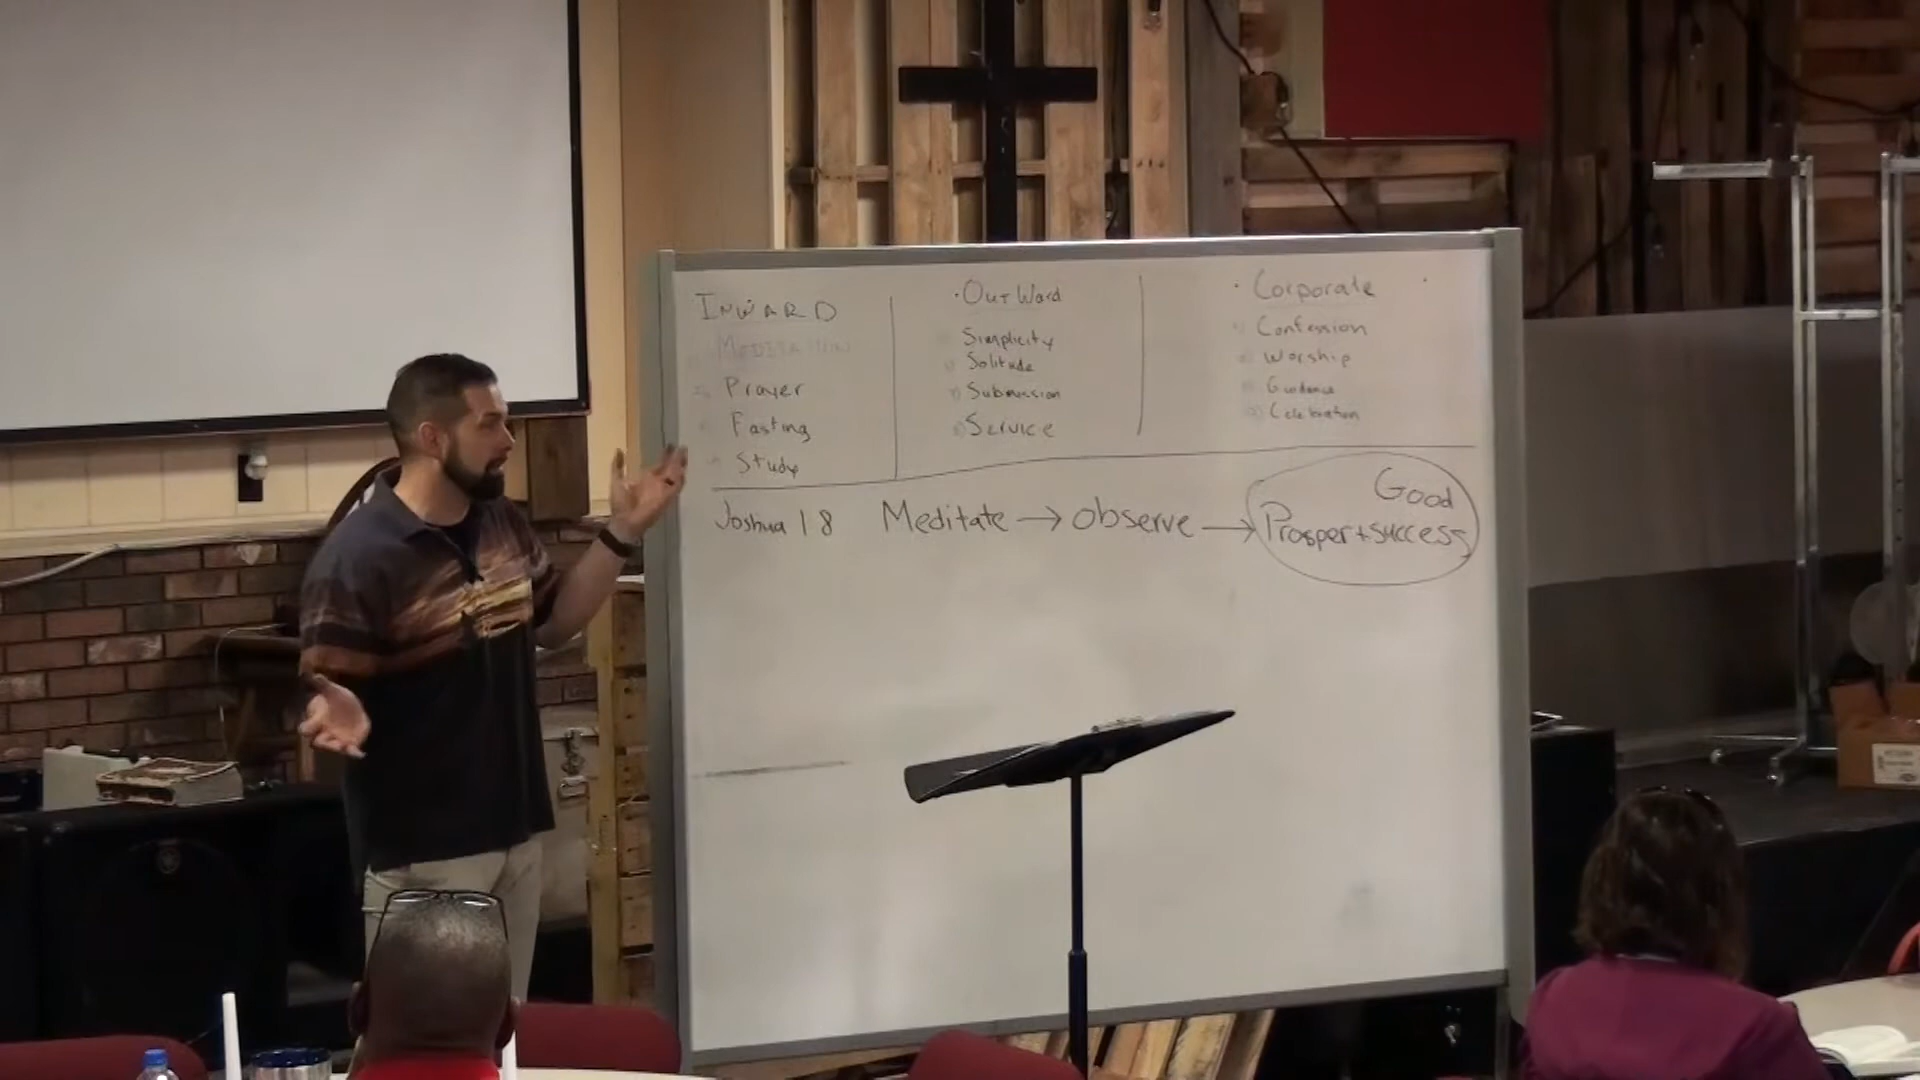 INWARD
MEDITATION
Prayer
Fasting
Study
· OutWard
Simplicity
Solitude
Submission
Service
· Corporate
Confession
Worship
Guidance
Celebration
Joshua 1 8 Meditate → observe → Good
Prosper + success